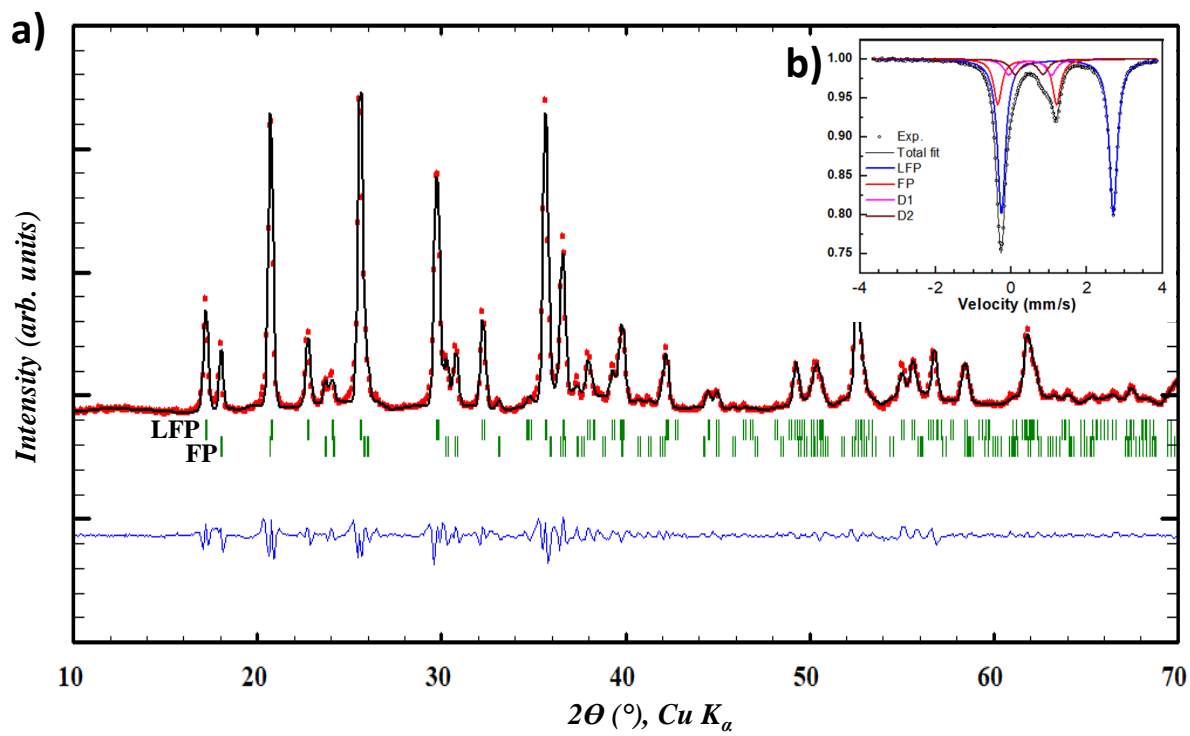 a)
b)
1.00
0.95
0.90
0.85
0.80
0.75
Exp.
Total fit
LFP
FP
D1
D2
-4 -2 0 2 4
Velocity (mm/s)
Intensity (arb. units)
LFP
FP
10 20 30 40 50 60 70
2ϴ (°), Cu Kα